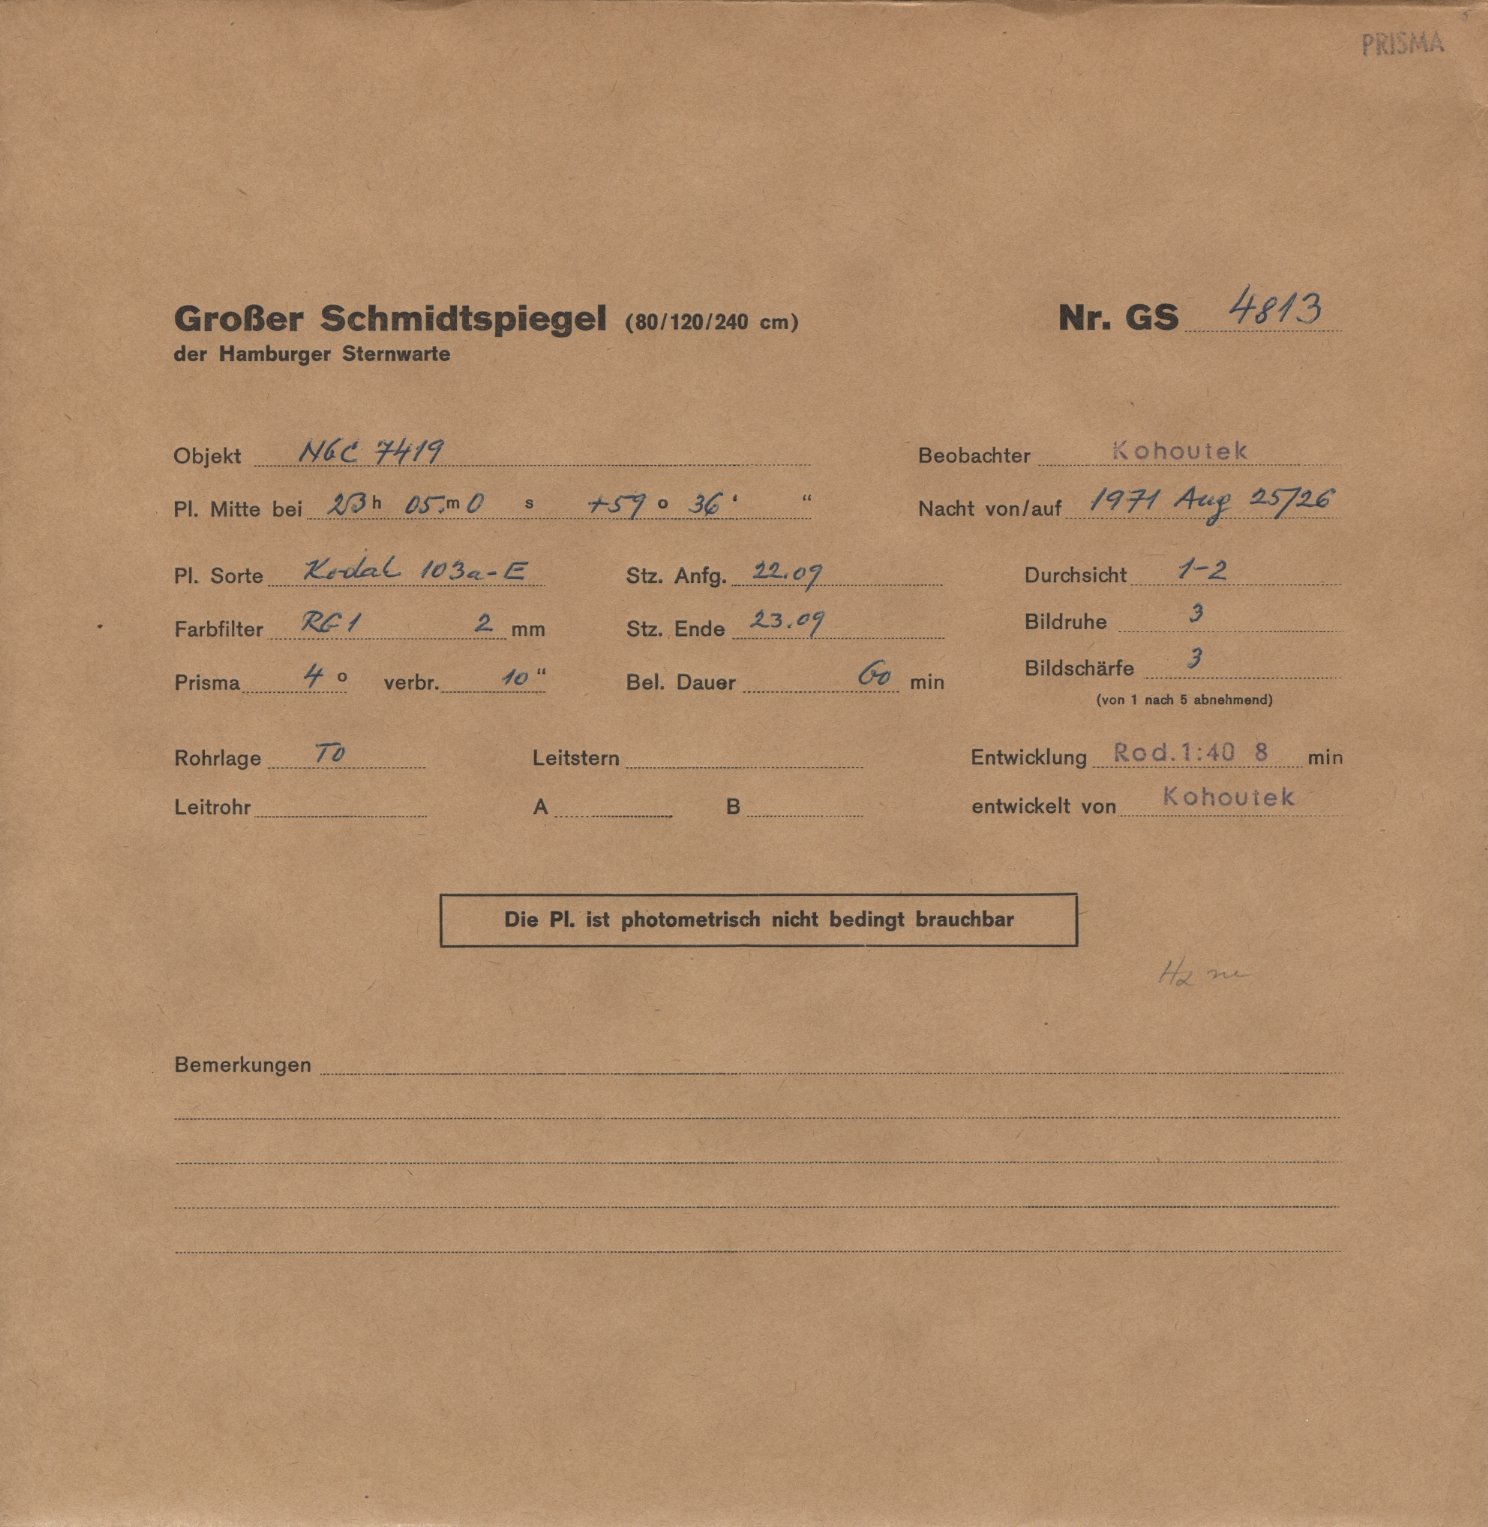 PRISMA
Großer Schmidtspiegel (80/120/240 cm) Nr. GS 4813
der Hamburger Sternwarte
Objekt NGC 7419 Beobachter Kohoutek
Pl. Mitte bei 23 h 05. m 0 s +59 o 36 ‘ “ Nacht von/auf 1971 Aug 25/26
Pl. Sorte Kodak 103a-E Stz. Anfg. 22.09 Durchsicht 1-2
Farbfilter RG1 2 mm Stz. Ende 23.09 Bildruhe 3
Prisma 4 o verbr. 10 “ Bel. Dauer 60 min Bildschärfe 3
(von 1 nach 5 abnehmend)
Rohrlage TO Leitstern Entwicklung Rod. 1:40 8 min
Leitrohr A B entwickelt von Kohoutek
Die Pl. ist photometrisch nicht bedingt brauchbar
Hα
Bemerkungen